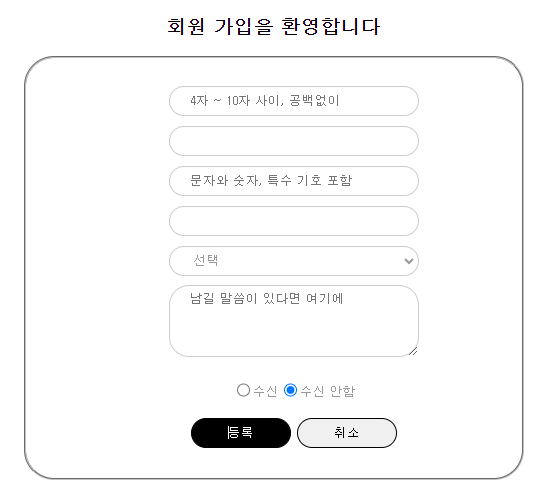 회원 가입을 환영합니다
4자 ~ 10자 사이, 공백없이
문자와 숫자, 특수 기호 포함
선택
남길 말씀이 있다면 여기에
수신 수신 안함
등록 취소